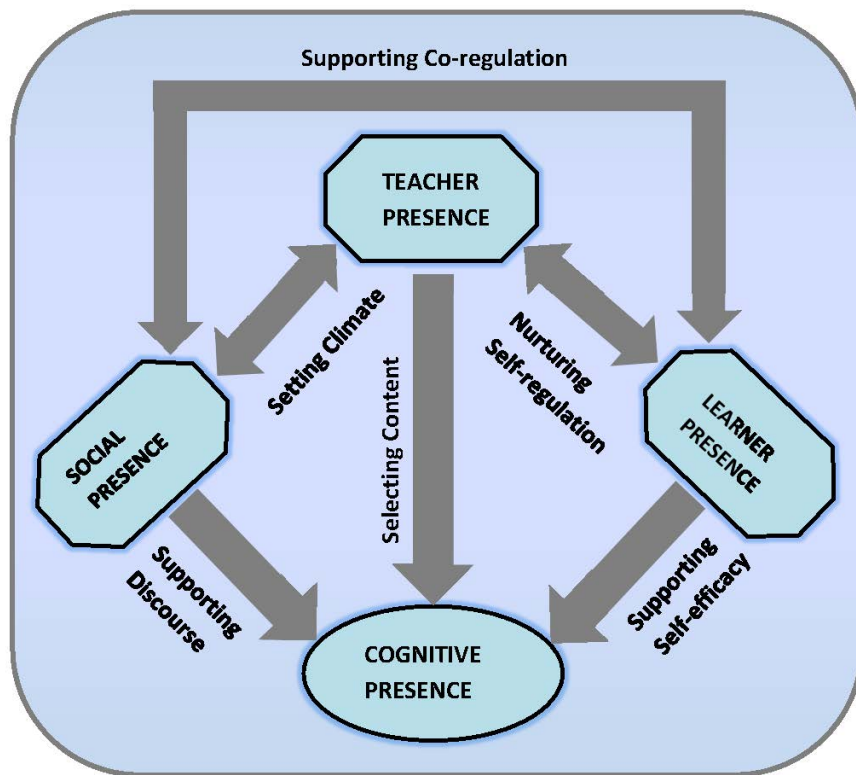 Supporting Co-regulation
TEACHER
PRESENCE
Setting Climate
Selecting Content
Nurturing
Self-regulation
SOCIAL
PRESENCE
LEARNER
PRESENCE
Supporting
Discourse
Supporting
Self-efficacy
COGNITIVE
PRESENCE